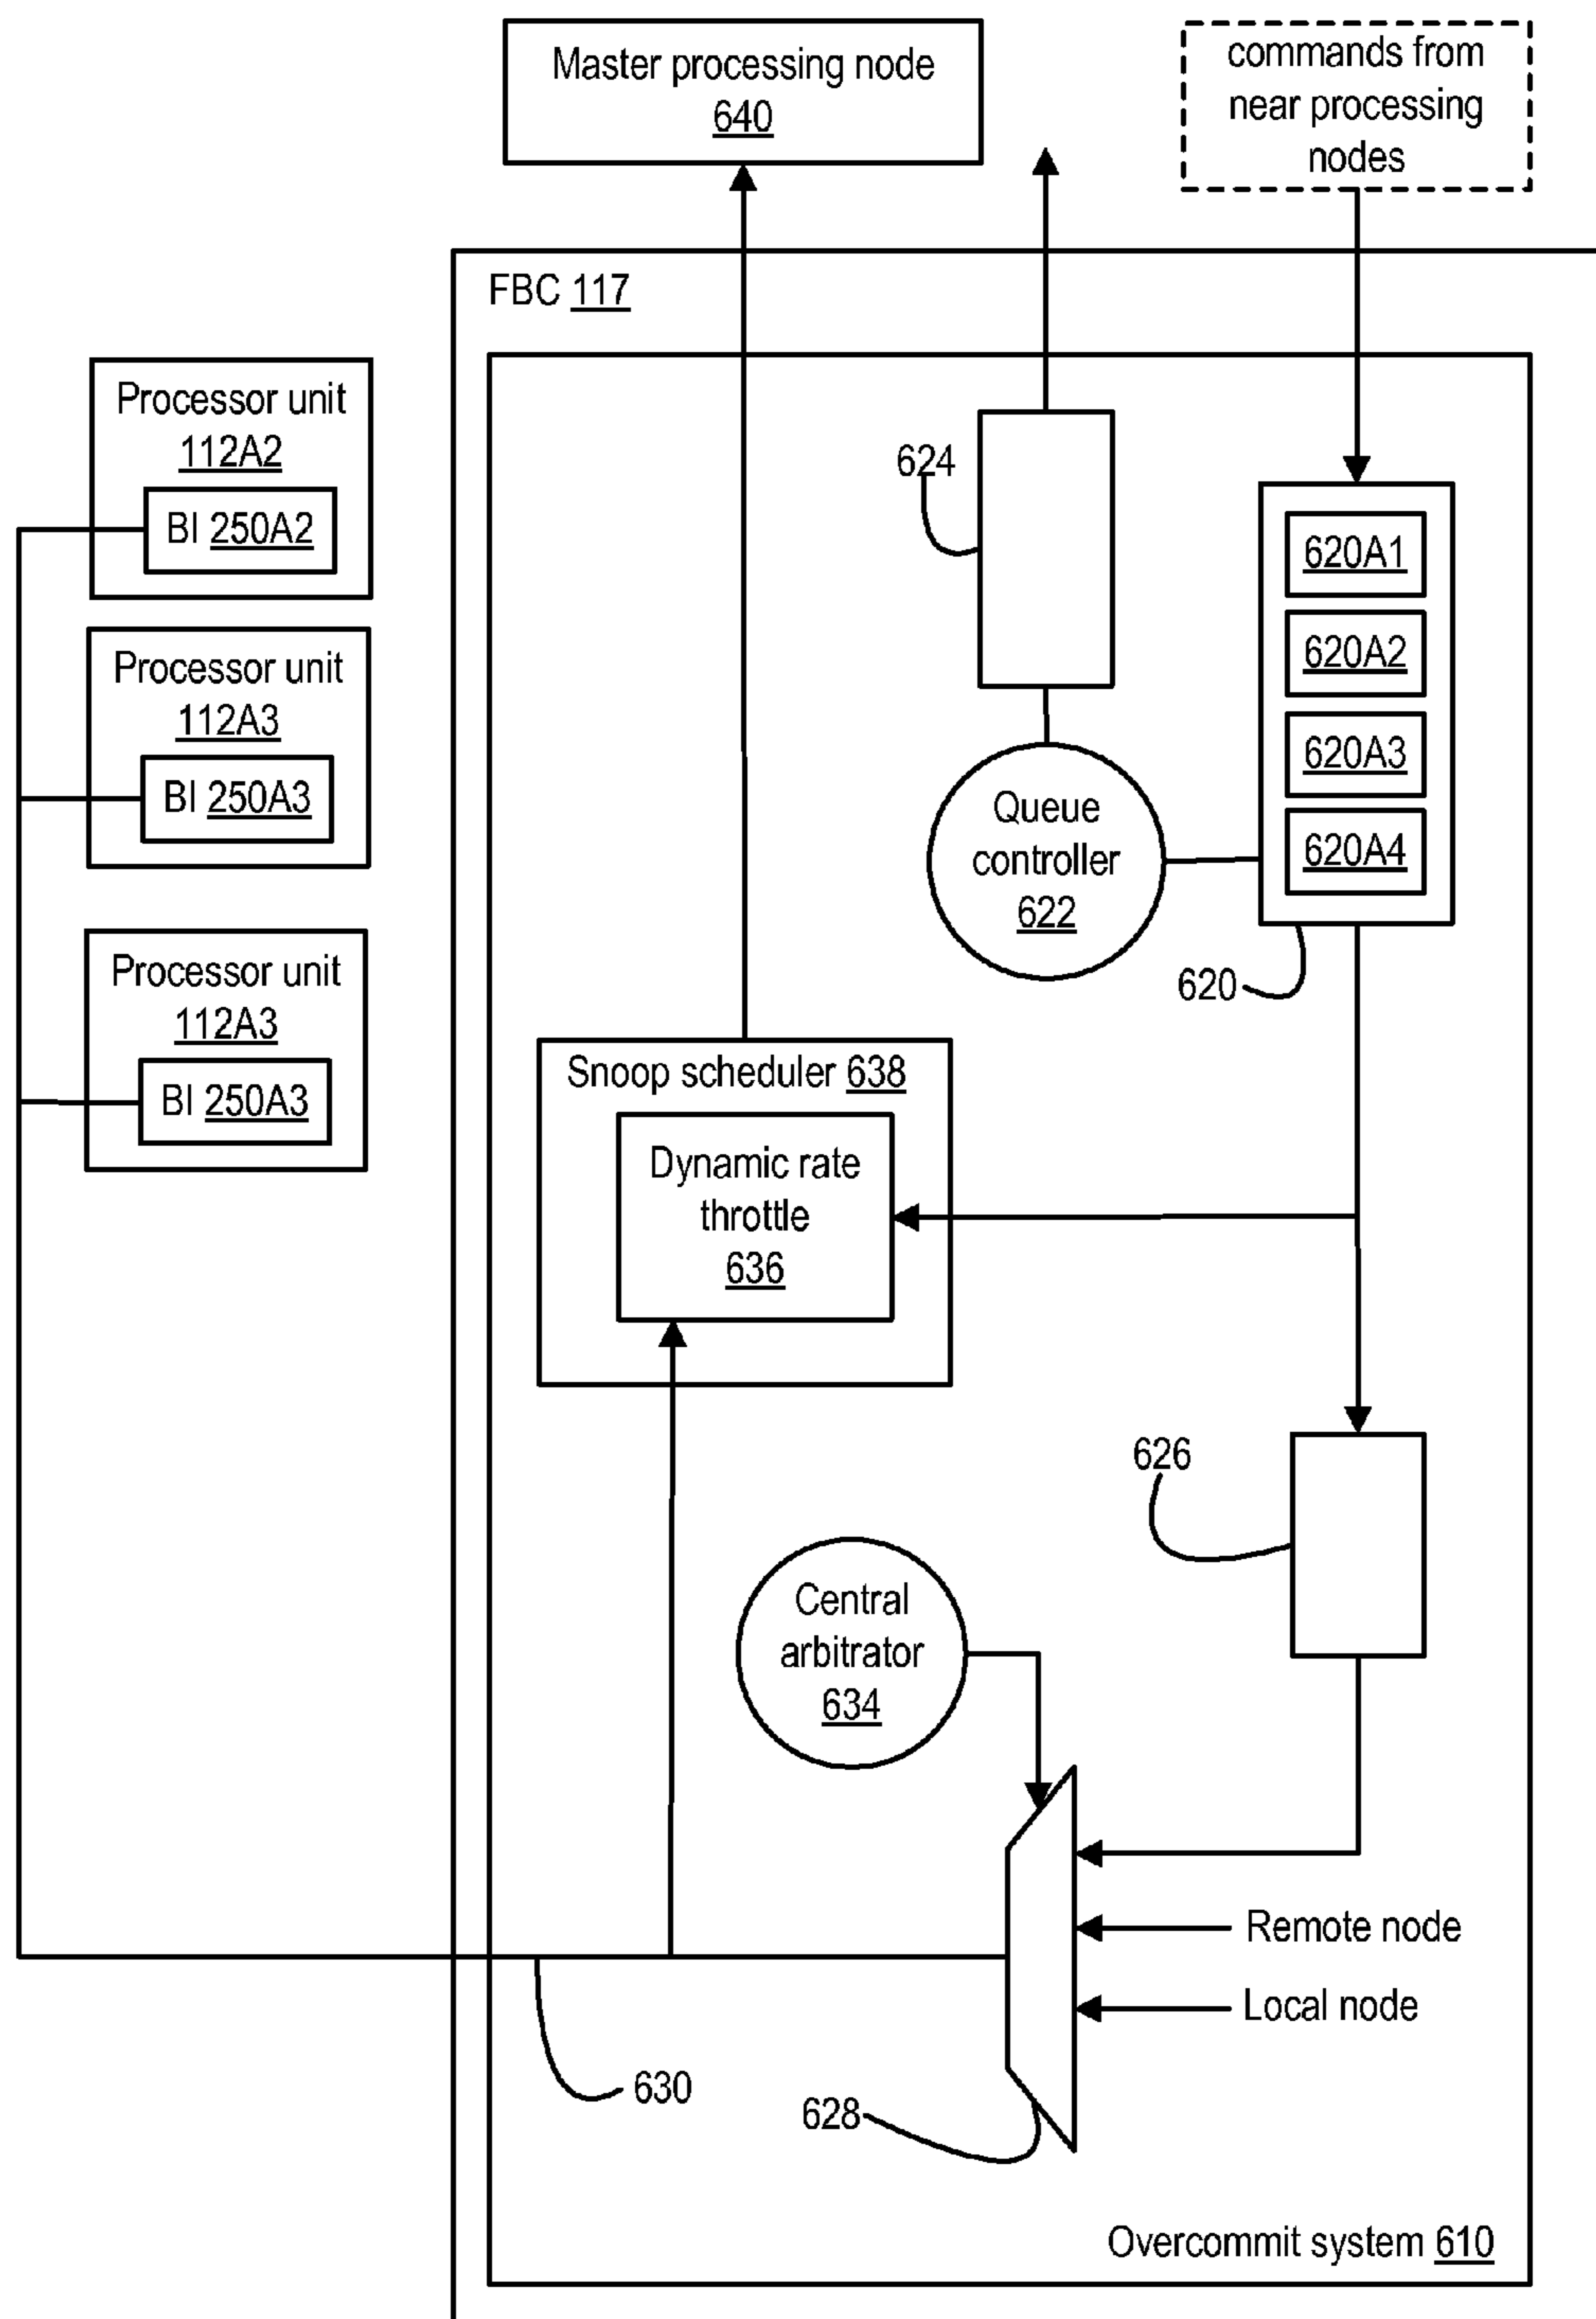 Master processing node
640
commands from
near processing
nodes
FBC 117
Processor unit
112A2
BI 250A2
Processor unit
112A3
BI 250A3
Processor unit
112A3
BI 250A3
624
620A1
620A2
620A3
620A4
Queue
controller
622
620
Snoop scheduler 638
Dynamic rate
throttle
636
626
Central
arbitrator
634
Remote node
Local node
630
628
Overcommit system 610